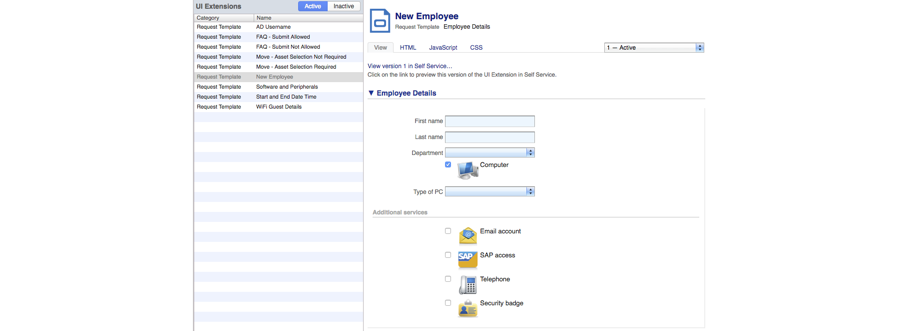 UI Extensions Active Inactive
Category Name
Request Template AD Username
Request Template FAQ - Submit Allowed
Request Template FAQ - Submit Not Allowed
Request Template Move - Asset Selection Not Required
Request Template Move - Asset Selection Required
Request Template New Employee
Request Template Software and Peripherals
Request Template Start and End Date Time
Request Template WiFi Guest Details
New Employee
Request Template Employee Details
View HTML JavaScript CSS 1 — Active
View version 1 in Self Service...
Click on the link to preview this version of the UI Extension in Self Service.
▼ Employee Details
First name
Last name
Department
Computer
Type of PC
Additional services
Email account
SAP SAP access
Telephone
Security badge